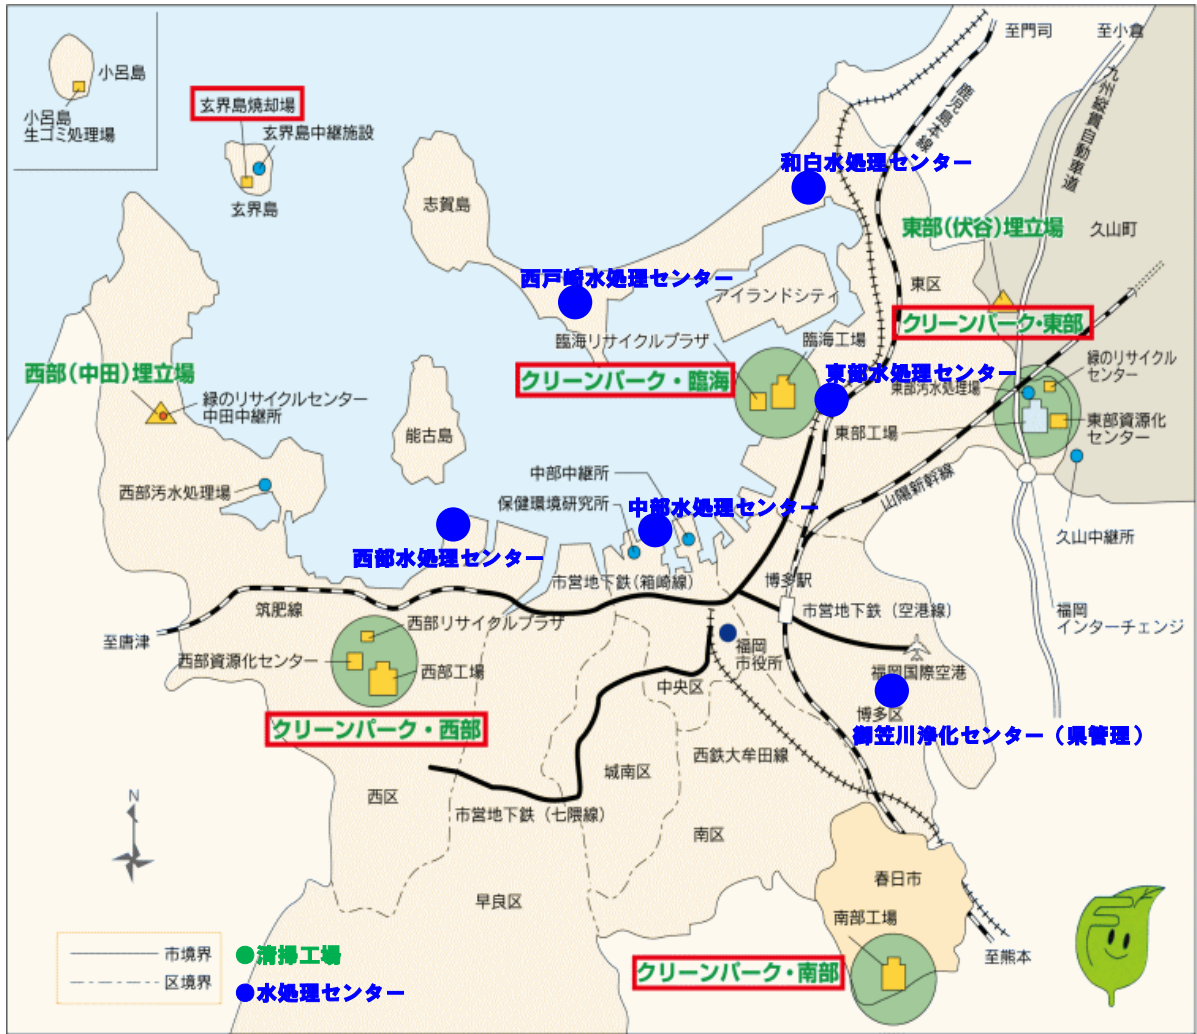 至門司
至小倉
小呂島
小呂島
生ゴミ処理場
玄界島焼却場
玄界島中継施設
玄界島
志賀島
鹿児島本線
九州縦貫自動車道
和白水処理センター
東部(伏谷)埋立場
久山町
西戸崎水処理センター
アイランドシティ
東区
クリーンパーク・東部
臨海リサイクルプラザ
臨海工場
クリーンパーク・臨海
緑のリサイクル
センター
東部水処理センター
東部汚水処理場
西部(中田)埋立場
緑のリサイクルセンター
中田中継所
能古島
東部工場
東部資源化
センター
中部中継所
山陽新幹線
西部汚水処理場
保健環境研究所
中部水処理センター
久山中継所
西部水処理センター
市営地下鉄(箱崎線)
博多駅
筑肥線
市営地下鉄(空港線)
福岡
インターチェンジ
至唐津
西部リサイクルプラザ
福岡
市役所
西部資源化センター
西部工場
福岡国際空港
中央区
博多区
クリーンパーク・西部
御笠川浄化センター(県管理)
西鉄大牟田線
城南区
西区
N
市営地下鉄(七隈線)
南区
春日市
早良区
南部工場
市境界
●清掃工場
至熊本
クリーンパーク・南部
区境界
●水処理センター